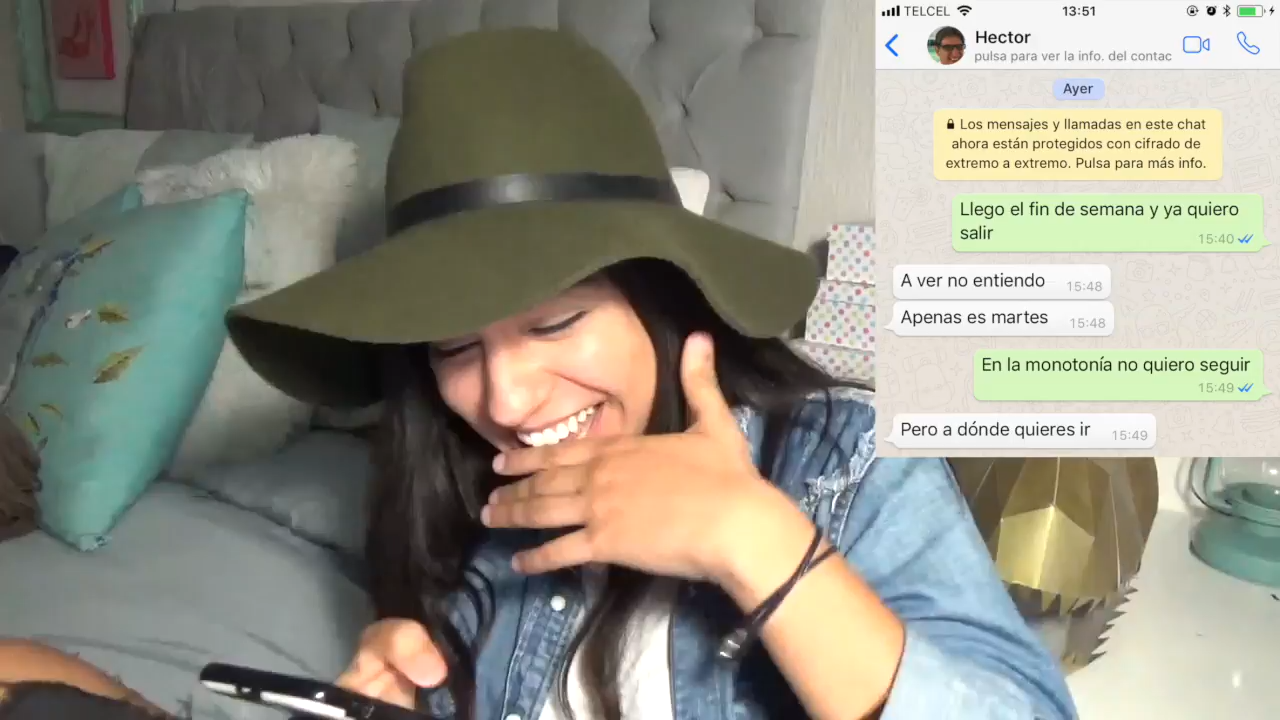 TELCEL
13:51
Hector
pulsa para ver la info. del contac
Ayer
Los mensajes y llamadas en este chat
ahora están protegidos con cifrado de
extremo a extremo. Pulsa para más info.
Llego el fin de semana y ya quiero
salir
15:40
A ver no entiendo
15:48
Apenas es martes
15:48
En la monotonía no quiero seguir
15:49
Pero a dónde quieres ir
15:49